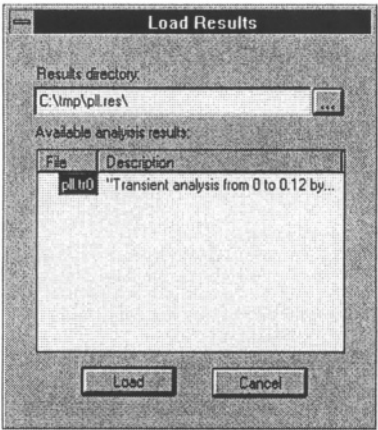 Load Results
Results directory:
C:\tmp\pll.res\
...
Available analysis results:
File Description
pll.tr0 "Transient analysis from 0 to 0.12 by...
Load Cancel